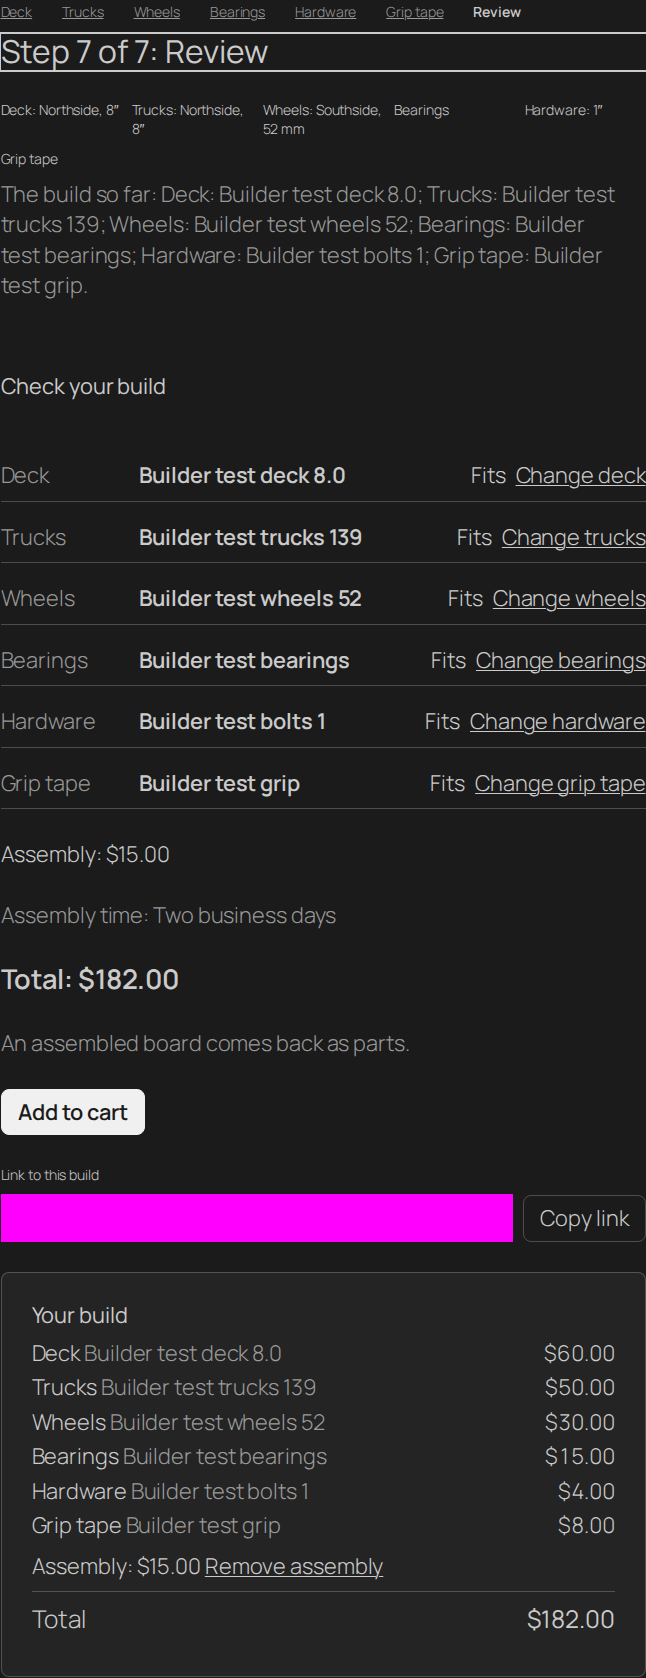 Deck Trucks Wheels Bearings Hardware Grip tape Review
Step 7 of 7: Review
Deck: Northside, 8″ Trucks: Northside, 8″ Wheels: Southside, 52 mm Bearings Hardware: 1″
Grip tape
The build so far: Deck: Builder test deck 8.0; Trucks: Builder test
trucks 139; Wheels: Builder test wheels 52; Bearings: Builder
test bearings; Hardware: Builder test bolts 1; Grip tape: Builder
test grip.
Check your build
Deck Builder test deck 8.0 Fits Change deck
Trucks Builder test trucks 139 Fits Change trucks
Wheels Builder test wheels 52 Fits Change wheels
Bearings Builder test bearings Fits Change bearings
Hardware Builder test bolts 1 Fits Change hardware
Grip tape Builder test grip Fits Change grip tape
Assembly: $15.00
Assembly time: Two business days
Total: $182.00
An assembled board comes back as parts.
Add to cart
Link to this build
Copy link
Your build
Deck Builder test deck 8.0 $60.00
Trucks Builder test trucks 139 $50.00
Wheels Builder test wheels 52 $30.00
Bearings Builder test bearings $15.00
Hardware Builder test bolts 1 $4.00
Grip tape Builder test grip $8.00
Assembly: $15.00 Remove assembly
Total $182.00